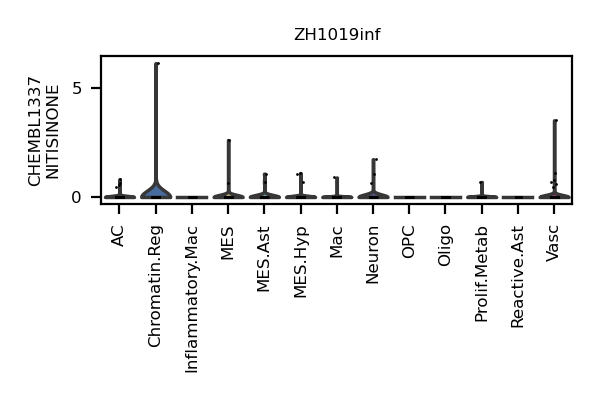 ZH1019inf
CHEMBL1337
NITISINONE
5
0
AC
Chromatin.Reg
Inflammatory.Mac
MES
MES.Ast
MES.Hyp
Mac
Neuron
OPC
Oligo
Prolif.Metab
Reactive.Ast
Vasc